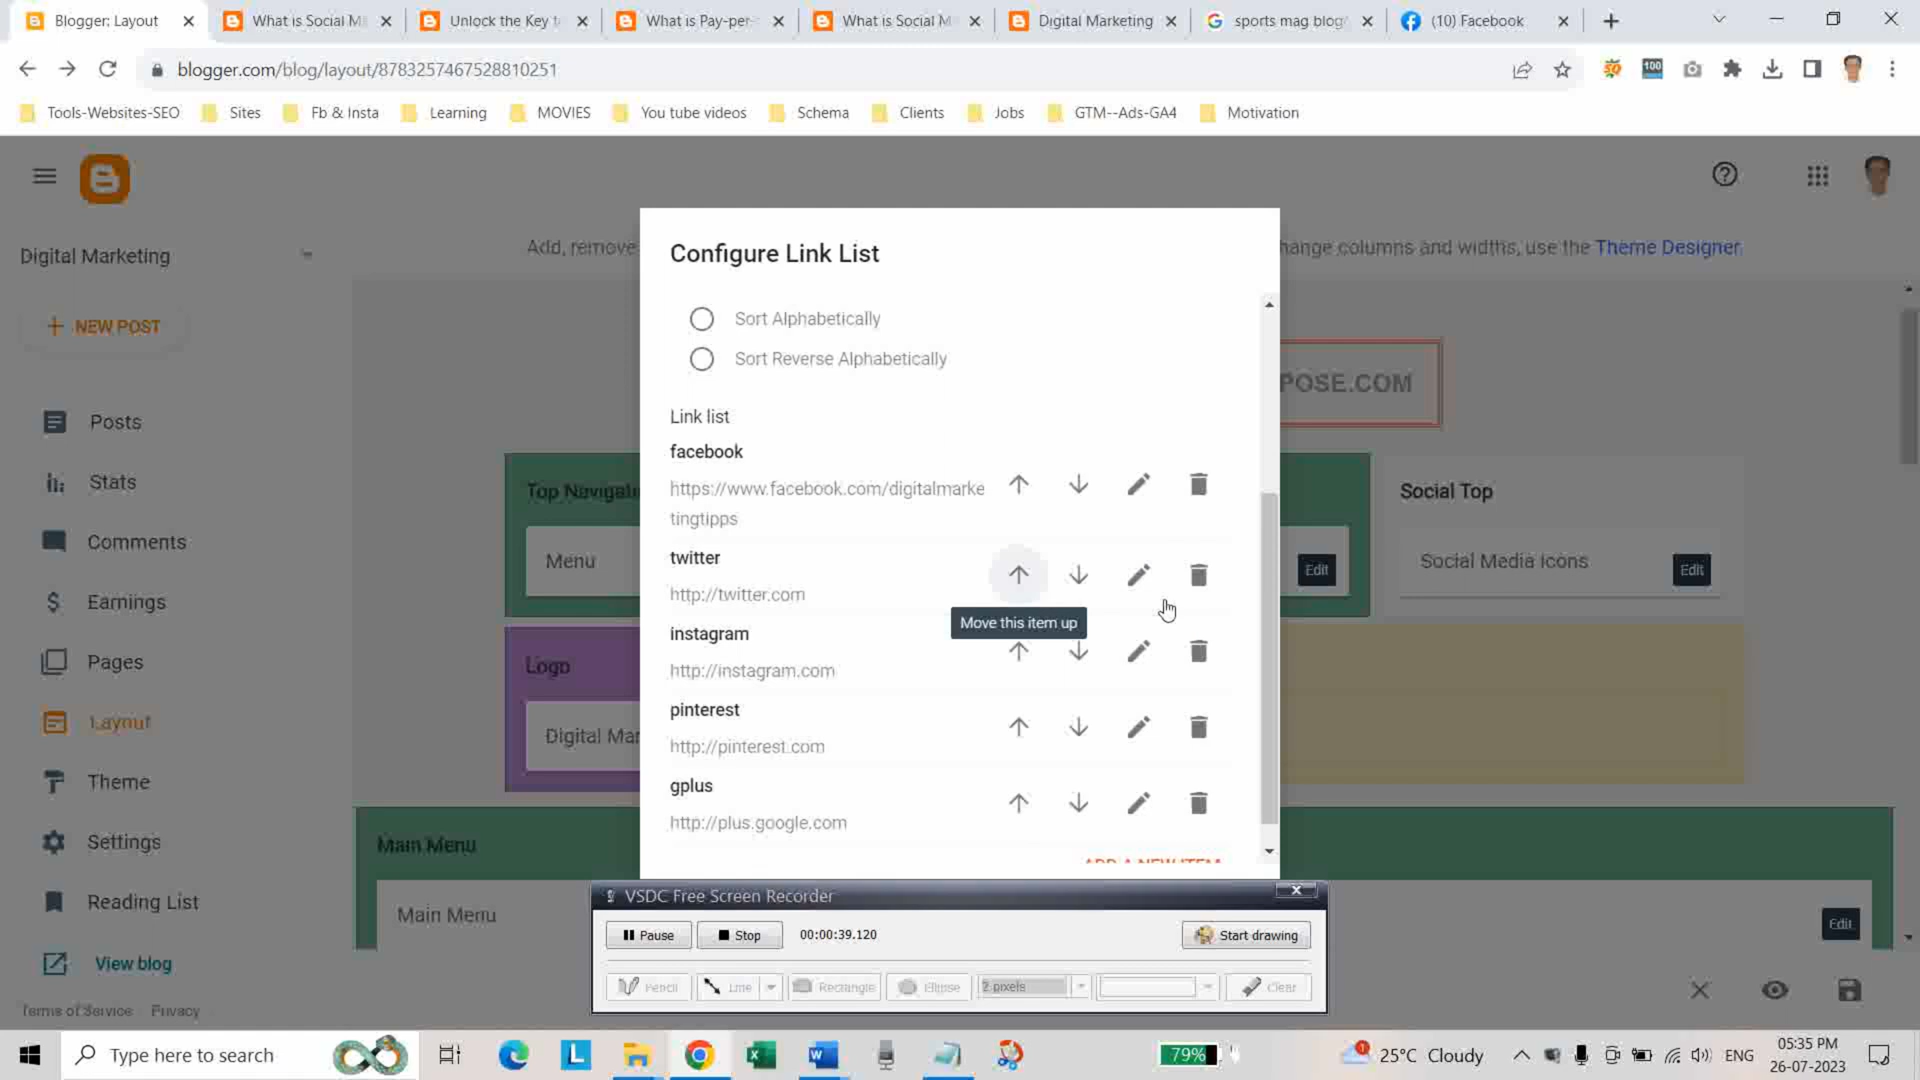 Blogger: Layout
What is Social M
Unlock the Key t
What is Pay-per-
What is Social M
Digital Marketing
sports mag blog
(10) Facebook
blogger.com/blog/layout/8783257467528810251
100
Tools-Websites-SEO
Sites
Fb & Insta
Learning
MOVIES
You tube videos
Schema
Clients
Jobs
GTM--Ads-GA4
Motivation
Digital Marketing
Add, remove
hange columns and widths, use the Theme Designer.
NEW POST
Posts
Stats
Comments
Earnings
Pages
Layout
Theme
Settings
Reading List
View blog
Terms of Service
Privacy
POSE.COM
Top Navigati
Menu
Edit
Social Top
Social Media Icons
Edit
Logo
Digital Mar
Main Menu
Main Menu
Edit
Configure Link List
Sort Alphabetically
Sort Reverse Alphabetically
Link list
facebook
https://www.facebook.com/digitalmarke
tingtipps
twitter
http://twitter.com
Move this item up
instagram
http://instagram.com
pinterest
http://pinterest.com
gplus
http://plus.google.com
ADD A NEW ITEM
VSDC Free Screen Recorder
Pause
Stop
00:00:39.120
Start drawing
Pencil
Line
Rectangle
Ellipse
2 pixels
Clear
Type here to search
79%
25°C Cloudy
ENG
05:35 PM
26-07-2023